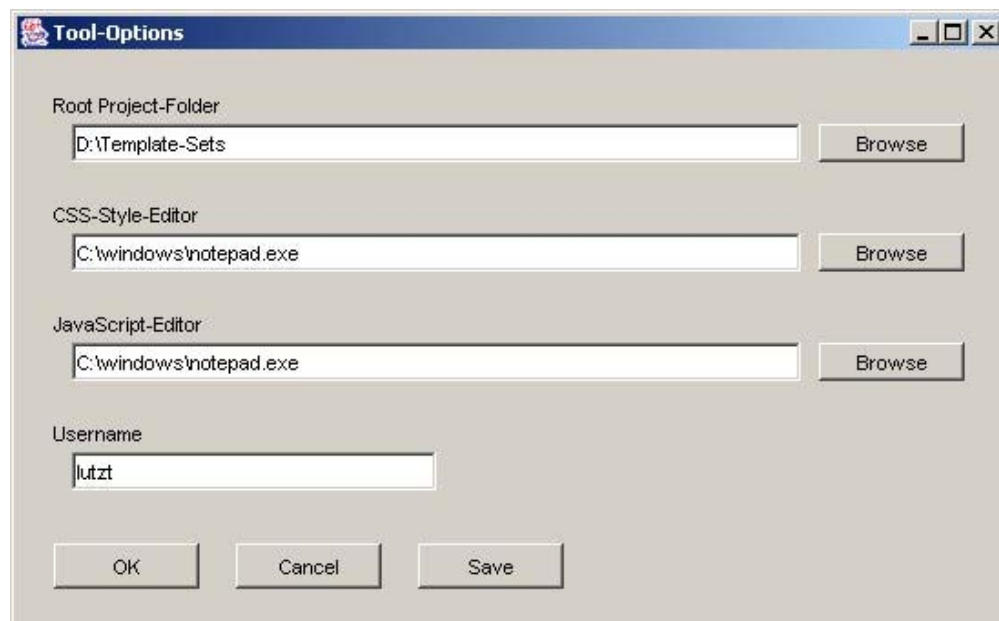 Tool-Options
Root Project-Folder
D:\Template-Sets
Browse
CSS-Style-Editor
C:\windows\notepad.exe
Browse
JavaScript-Editor
C:\windows\notepad.exe
Browse
Username
lutzt
OK Cancel Save